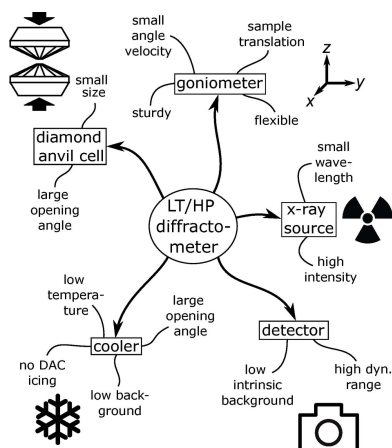 small
angle
velocity
sample
translation
goniometer
sturdy
flexible
z
y
x
small
size
diamond
anvil cell
large
opening
angle
LT/HP
diffracto-
meter
small
wave-
length
x-ray
source
high
intensity
low
tempera-
ture
large
opening
angle
cooler
no DAC
icing
low back-
ground
detector
low
intrinsic
background
high dyn.
range